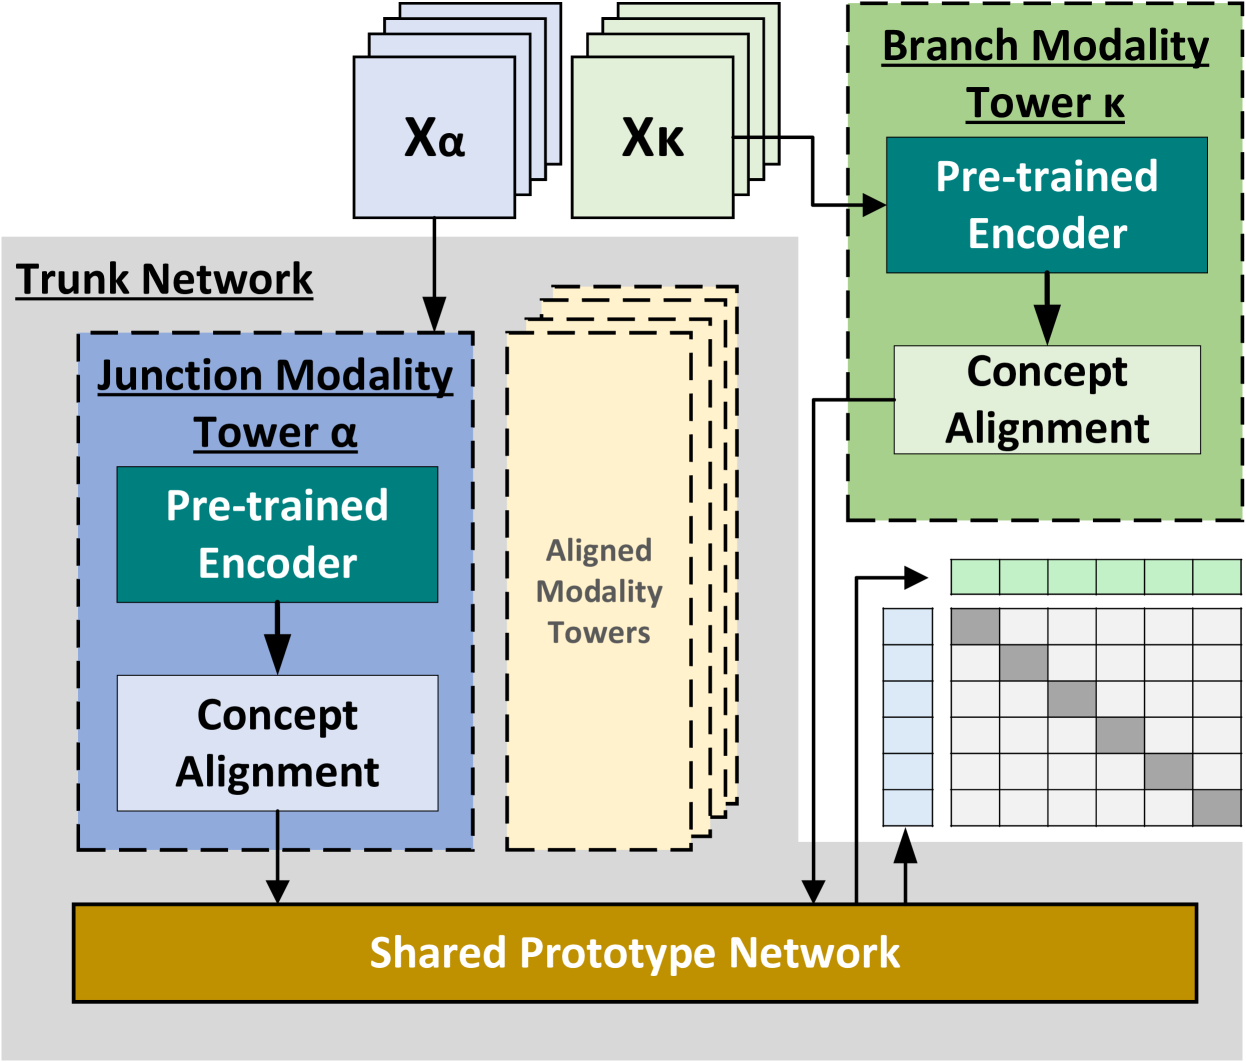 Xα
Xκ
Branch Modality
Tower κ
Pre-trained
Encoder
Concept
Alignment
Trunk Network
Junction Modality
Tower α
Pre-trained
Encoder
Concept
Alignment
Aligned
Modality
Towers
Shared Prototype Network